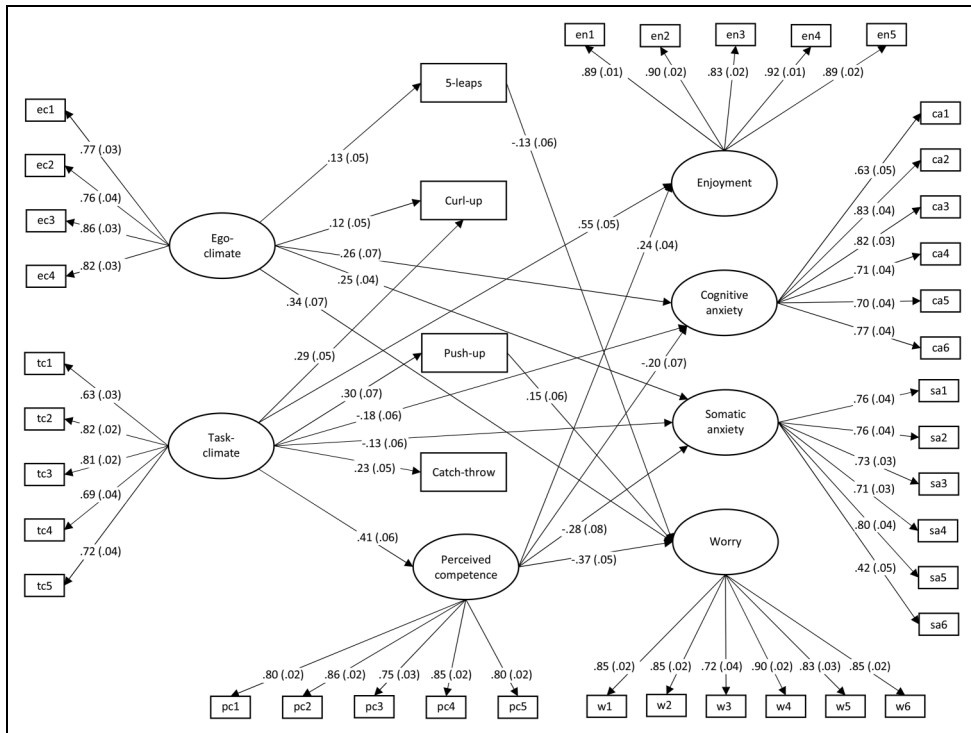 en1
en2
en3
en4
en5
.89 (.01)
.90 (.02)
.83 (.02)
.92 (.01)
.89 (.02)
5-leaps
ec1
ec2
ec3
ec4
.77 (.03)
.76 (.04)
.86 (.03)
.82 (.03)
Ego-
climate
.13 (.05)
-.13 (.06)
Curl-up
.12 (.05)
.26 (.07)
.25 (.04)
.34 (.07)
Enjoyment
.55 (.05)
.24 (.04)
ca1
ca2
ca3
ca4
ca5
ca6
.63 (.05)
.83 (.04)
.82 (.03)
.71 (.04)
.70 (.04)
.77 (.04)
Cognitive
anxiety
tc1
tc2
tc3
tc4
tc5
.63 (.03)
.82 (.02)
.81 (.02)
.69 (.04)
.72 (.04)
Task-
climate
.29 (.05)
Push-up
.30 (.07)
-.18 (.06)
-.13 (.06)
.23 (.05)
Catch-throw
.15 (.06)
-.20 (.07)
Somatic
anxiety
sa1
sa2
sa3
sa4
sa5
sa6
.76 (.04)
.76 (.04)
.73 (.03)
.71 (.03)
.80 (.04)
.42 (.05)
.41 (.06)
Perceived
competence
-.28 (.08)
-.37 (.05)
Worry
.80 (.02)
.86 (.02)
.75 (.03)
.85 (.02)
.80 (.02)
pc1
pc2
pc3
pc4
pc5
.85 (.02)
.85 (.02)
.72 (.04)
.90 (.02)
.83 (.03)
.85 (.02)
w1
w2
w3
w4
w5
w6